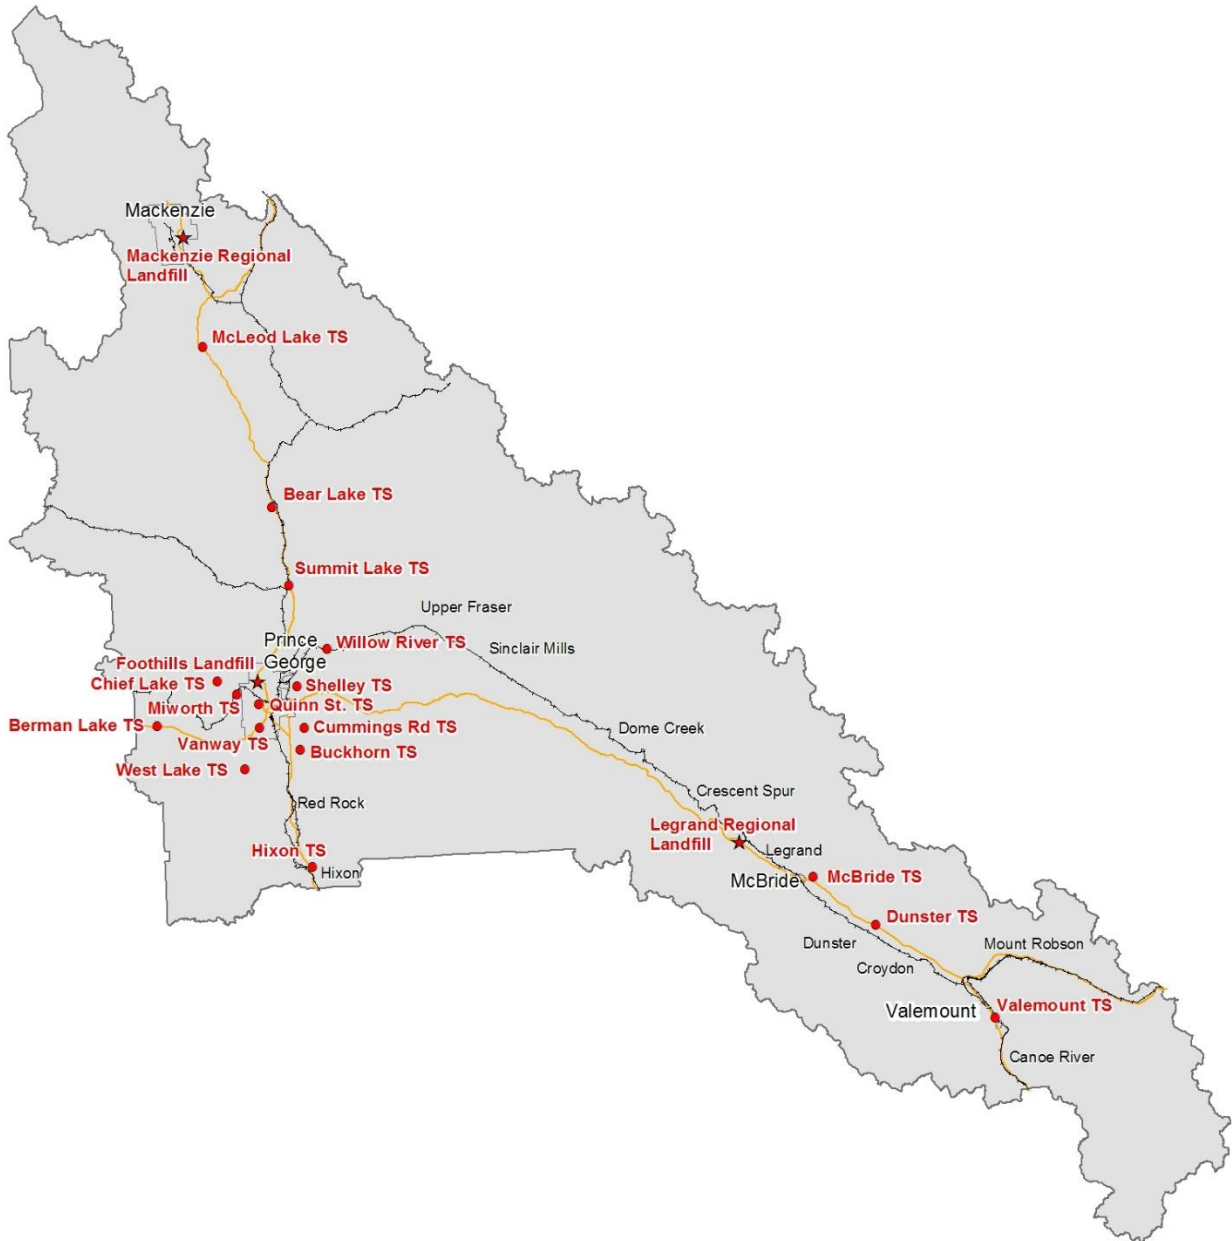 Mackenzie
Mackenzie Regional
Landfill
McLeod Lake TS
Bear Lake TS
Summit Lake TS
Upper Fraser
Prince
George
Willow River TS
Sinclair Mills
Foothills Landfill
Chief Lake TS
Shelley TS
Miworth TS
Quinn St. TS
Berman Lake TS
Vanway TS
Cummings Rd TS
Dome Creek
Buckhorn TS
West Lake TS
Crescent Spur
Red Rock
Legrand Regional
Landfill
Legrand
Hixon TS
Hixon
McBride
McBride TS
Dunster TS
Dunster
Mount Robson
Croydon
Valemount
Valemount TS
Canoe River